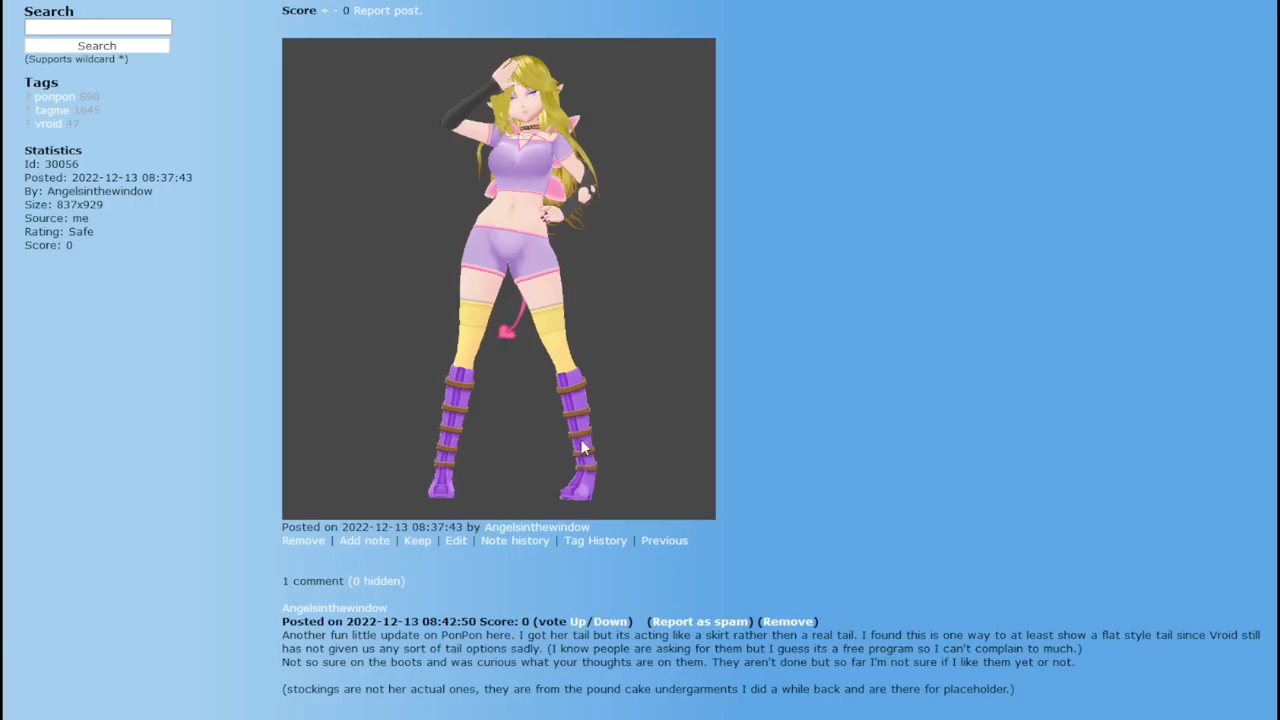 Search
Search
(Supports wildcard *)
Tags
? ponpon 590
? tagme 1645
? vroid 47
Statistics
Id: 30056
Posted: 2022-12-13 08:37:43
By: Angelsinthewindow
Size: 837x929
Source: me
Rating: Safe
Score: 0
Score + - 0 Report post.
Posted on 2022-12-13 08:37:43 by Angelsinthewindow
Remove | Add note | Keep | Edit | Note history | Tag History | Previous
1 comment (0 hidden)
Angelsinthewindow
Posted on 2022-12-13 08:42:50 Score: 0 (vote Up/Down) (Report as spam) (Remove)
Another fun little update on PonPon here. I got her tail but its acting like a skirt rather then a real tail. I found this is one way to at least show a flat style tail since Vroid still
has not given us any sort of tail options sadly. (I know people are asking for them but I guess its a free program so I can't complain to much.)
Not so sure on the boots and was curious what your thoughts are on them. They aren't done but so far I'm not sure if I like them yet or not.
(stockings are not her actual ones, they are from the pound cake undergarments I did a while back and are there for placeholder.)